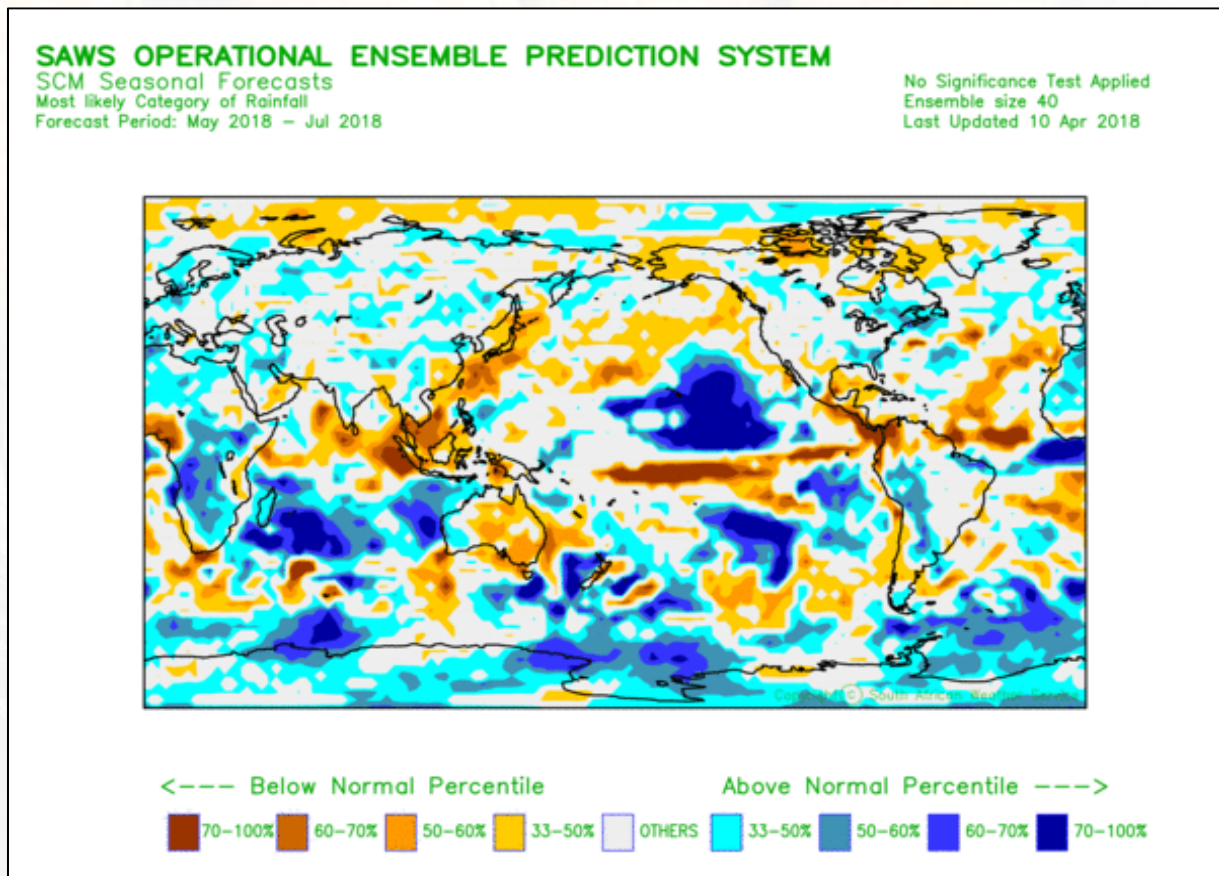 SAWS OPERATIONAL ENSEMBLE PREDICTION SYSTEM
SCM Seasonal Forecasts
Most likely Category of Rainfall
Forecast Period: May 2018 – Jul 2018
No Significance Test Applied
Ensemble size 40
Last Updated 10 Apr 2018
Copyright © South African Weather Service
<--- Below Normal Percentile
Above Normal Percentile --->
70-100% 60-70% 50-60% 33-50% OTHERS 33-50% 50-60% 60-70% 70-100%